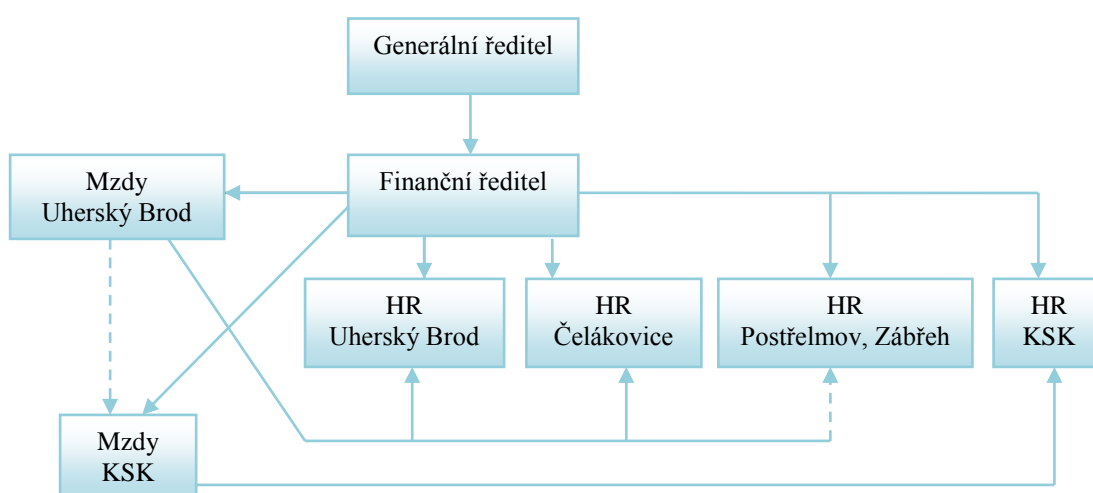 Generální ředitel
Mzdy
Uherský Brod
Finanční ředitel
HR
Uherský Brod
HR
Čelákovice
HR
Postřelmov, Zábřeh
HR
KSK
Mzdy
KSK